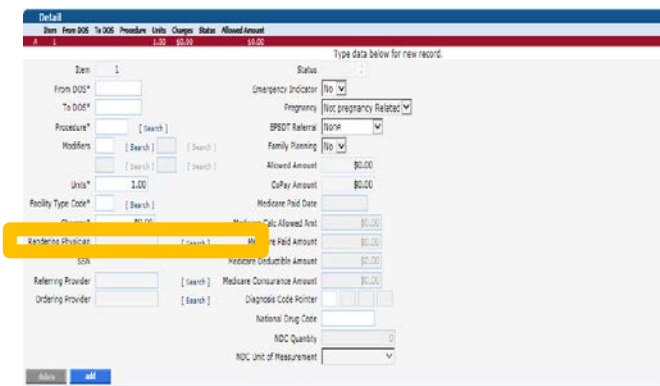 Detail
Item From DOS To DOS Procedure Units Charges Status Allowed Amount
A 1 1.00 $0.00 $0.00
Type data below for new record.
Item 1 Status
From DOS* Emergency Indicator No
To DOS* Pregnancy Not pregnancy Related
Procedure* [ Search ] EPSDT Referral None
Modifiers [ Search ] [ Search ] Family Planning No
[ Search ] [ Search ] Allowed Amount $0.00
Units* 1.00 CoPay Amount $0.00
Facility Type Code* [ Search ] Medicare Paid Date
Charges* $0.00 Medicare Calc Allowed Amt $0.00
Rendering Physician [ Search ] Medicare Paid Amount $0.00
SSN Medicare Deductible Amount $0.00
Referring Provider [ Search ] Medicare Coinsurance Amount $0.00
Ordering Provider [ Search ] Diagnosis Code Pointer
National Drug Code
NDC Quantity 0
NDC Unit of Measurement
delete add